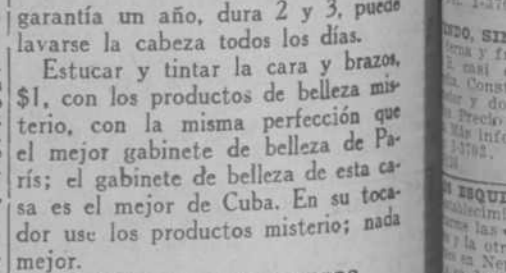 garantía un año, dura 2 y 3, puede
lavarse la cabeza todos los días.
Estucar y tintar la cara y brazos,
$1, con los productos de belleza mis-
terio, con la misma perfección que
el mejor gabinete de belleza de Pa-
rís; el gabinete de belleza de esta ca-
sa es el mejor de Cuba. En su toca-
dor use los productos misterio; nada
mejor.